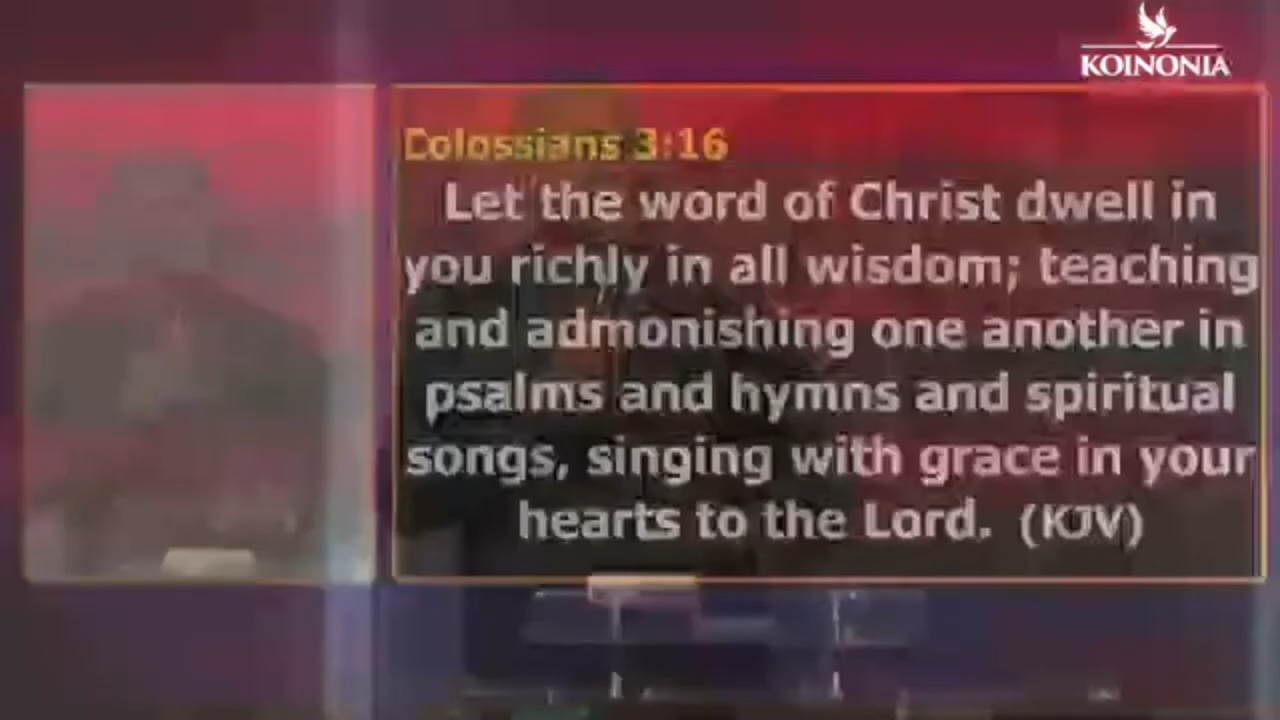 KOINONIA
Colossians 3:16
Let the word of Christ dwell in
you richly in all wisdom; teaching
and admonishing one another in
psalms and hymns and spiritual
songs, singing with grace in your
hearts to the Lord. (KJV)